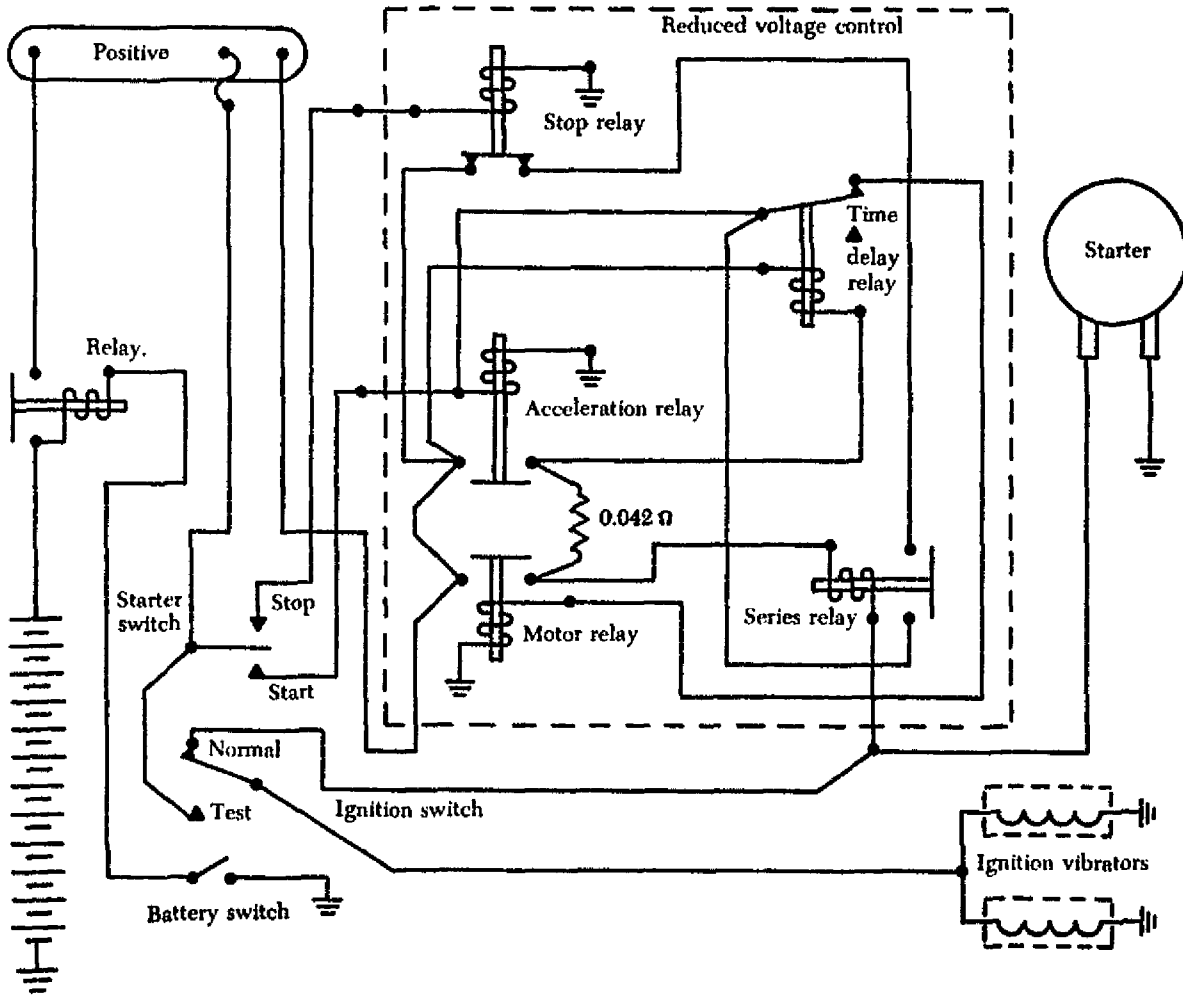 Reduced voltage control
Positive
Stop relay
Time
delay
relay
Starter
Relay.
Acceleration relay
0.042 Ω
Starter
switch
Stop
Series relay
Motor relay
Start
Normal
Test
Ignition switch
Ignition vibrators
Battery switch